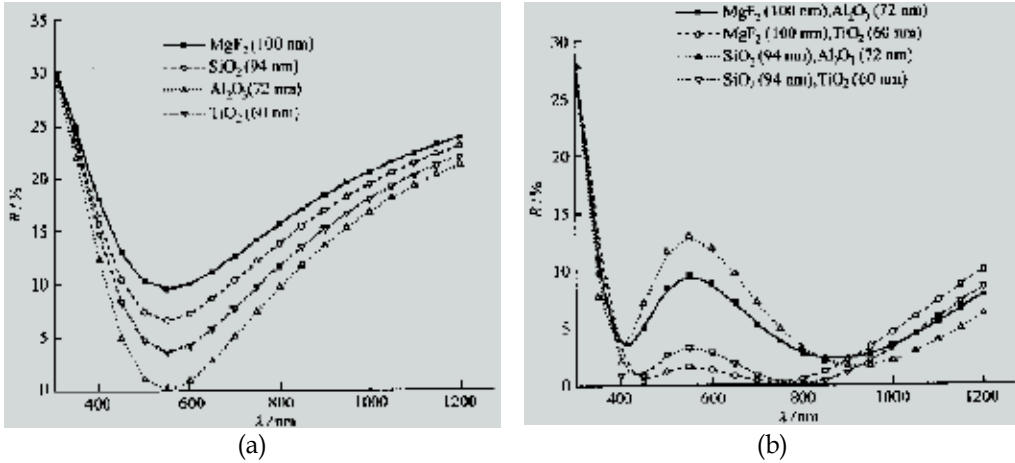 35
30
25
20
15
10
5
0
R/%
400 600 800 1000 1200
λ/nm
MgF₂ (100 nm)
SiO₂ (94 nm)
Al₂O₃ (72 nm)
TiO₂ (60 nm)
(a)
30
25
20
15
10
5
0
R/%
400 600 800 1000 1200
λ/nm
MgF₂ (100 nm), Al₂O₃ (72 nm)
MgF₂ (100 nm), TiO₂ (60 nm)
SiO₂ (94 nm), Al₂O₃ (72 nm)
SiO₂ (94 nm), TiO₂ (60 nm)
(b)